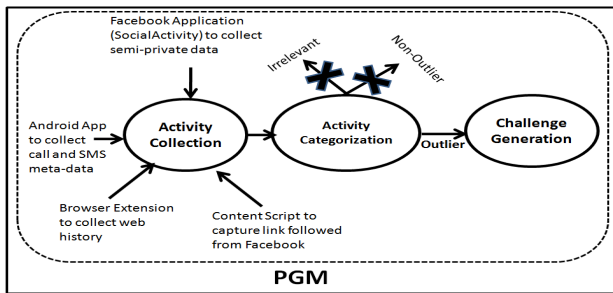 Facebook Application
(SocialActivity) to collect
semi-private data
Irrelevant
Non-Outlier
Android App
to collect
call and SMS
meta-data
Activity
Collection
Activity
Categorization
Outlier
Challenge
Generation
Browser Extension
to collect web
history
Content Script to
capture link followed
from Facebook
PGM